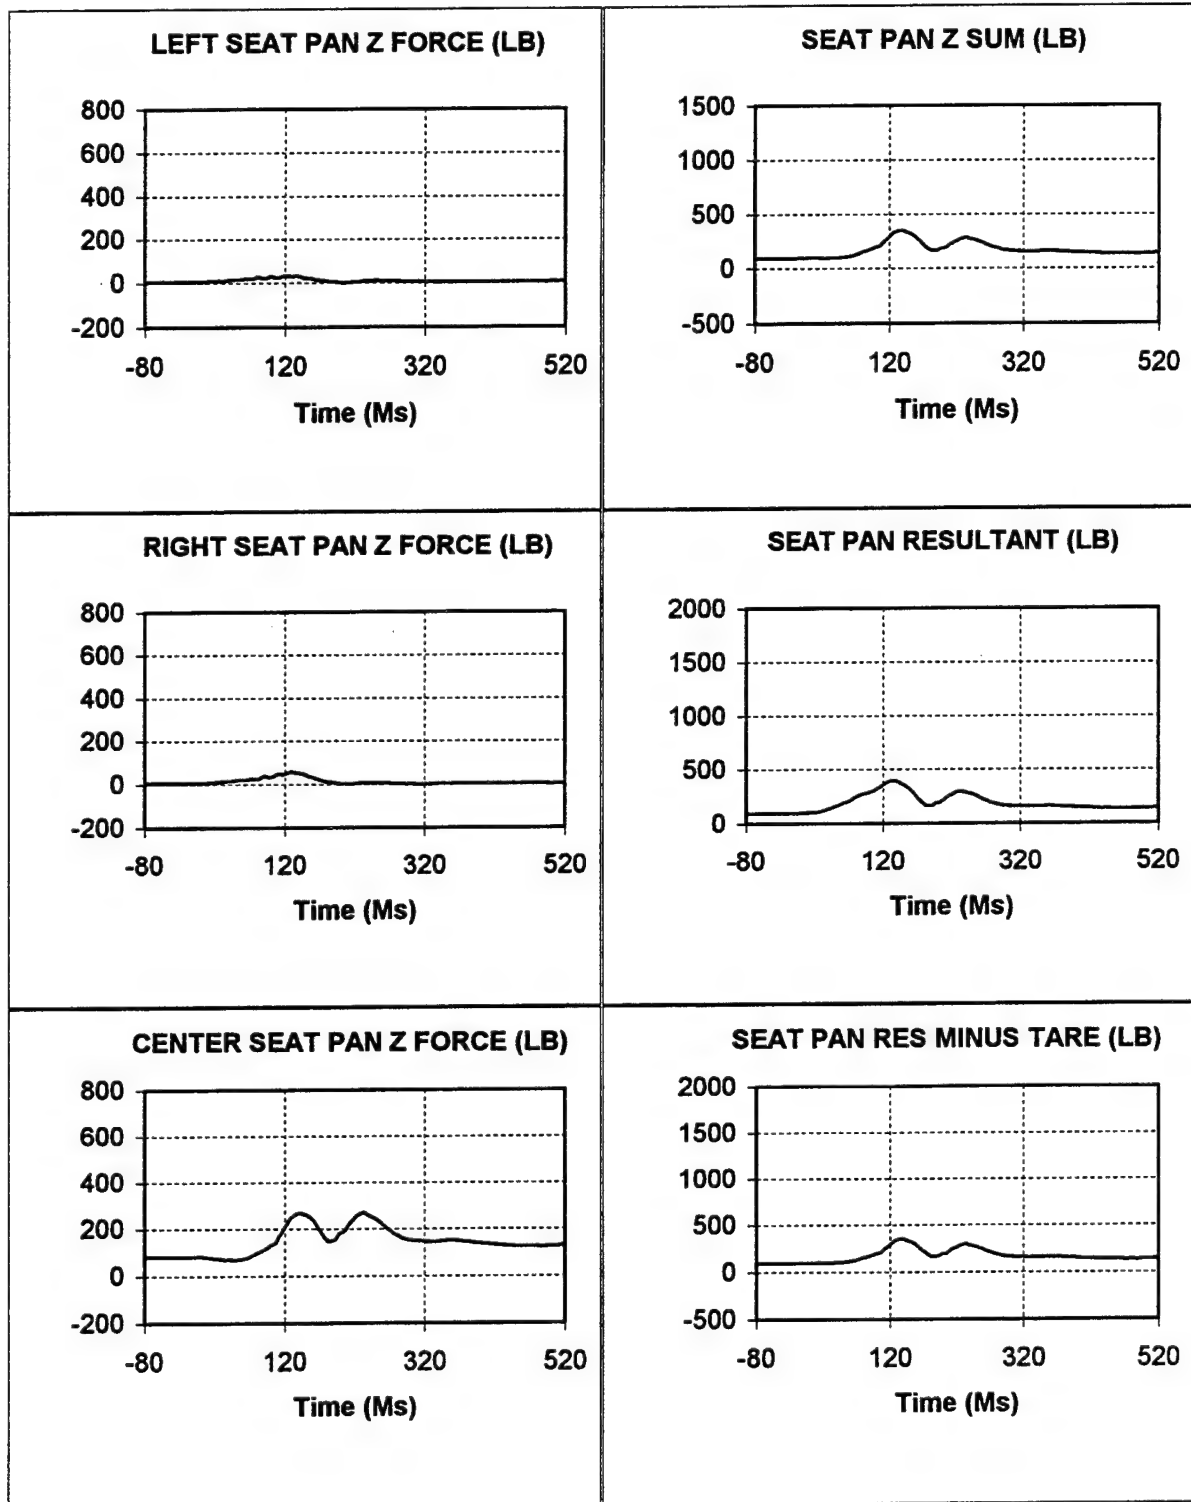 LEFT SEAT PAN Z FORCE (LB)
800
600
400
200
0
-200
-80 120 320 520
Time (Ms)
SEAT PAN Z SUM (LB)
1500
1000
500
0
-500
-80 120 320 520
Time (Ms)
RIGHT SEAT PAN Z FORCE (LB)
800
600
400
200
0
-200
-80 120 320 520
Time (Ms)
SEAT PAN RESULTANT (LB)
2000
1500
1000
500
0
-80 120 320 520
Time (Ms)
CENTER SEAT PAN Z FORCE (LB)
800
600
400
200
0
-200
-80 120 320 520
Time (Ms)
SEAT PAN RES MINUS TARE (LB)
2000
1500
1000
500
0
-500
-80 120 320 520
Time (Ms)